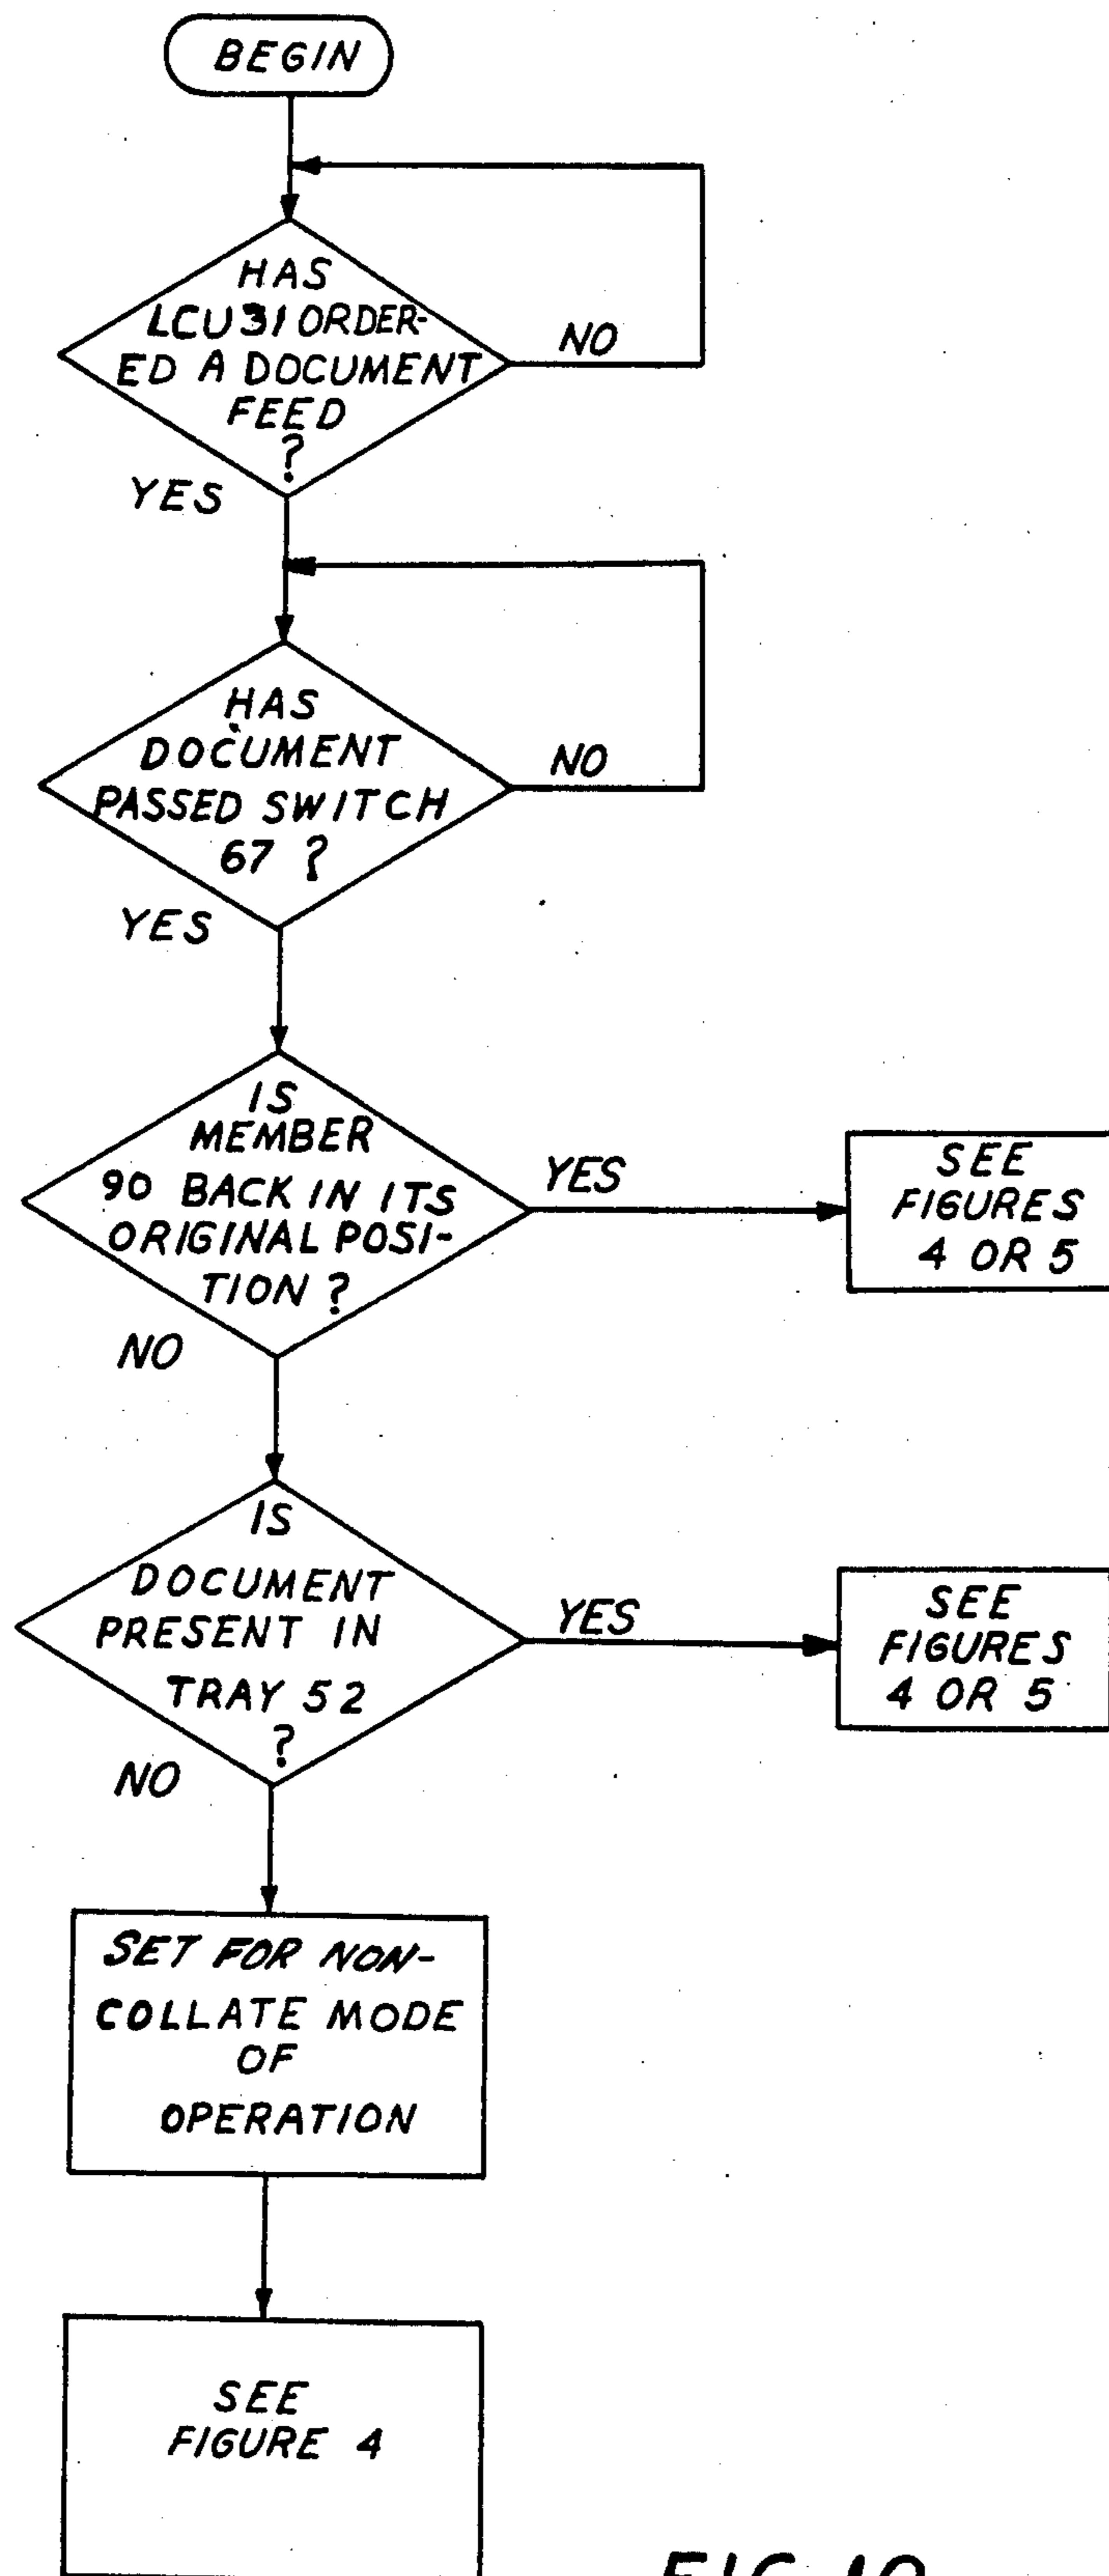 BEGIN
HAS
LCU 31 ORDER-
ED A DOCUMENT
FEED
?
NO
YES
HAS
DOCUMENT
PASSED SWITCH
67 ?
NO
YES
IS
MEMBER
90 BACK IN ITS
ORIGINAL POSI-
TION ?
YES
SEE
FIGURES
4 OR 5
NO
IS
DOCUMENT
PRESENT IN
TRAY 52
?
YES
SEE
FIGURES
4 OR 5
NO
SET FOR NON-
COLLATE MODE
OF
OPERATION
SEE
FIGURE 4